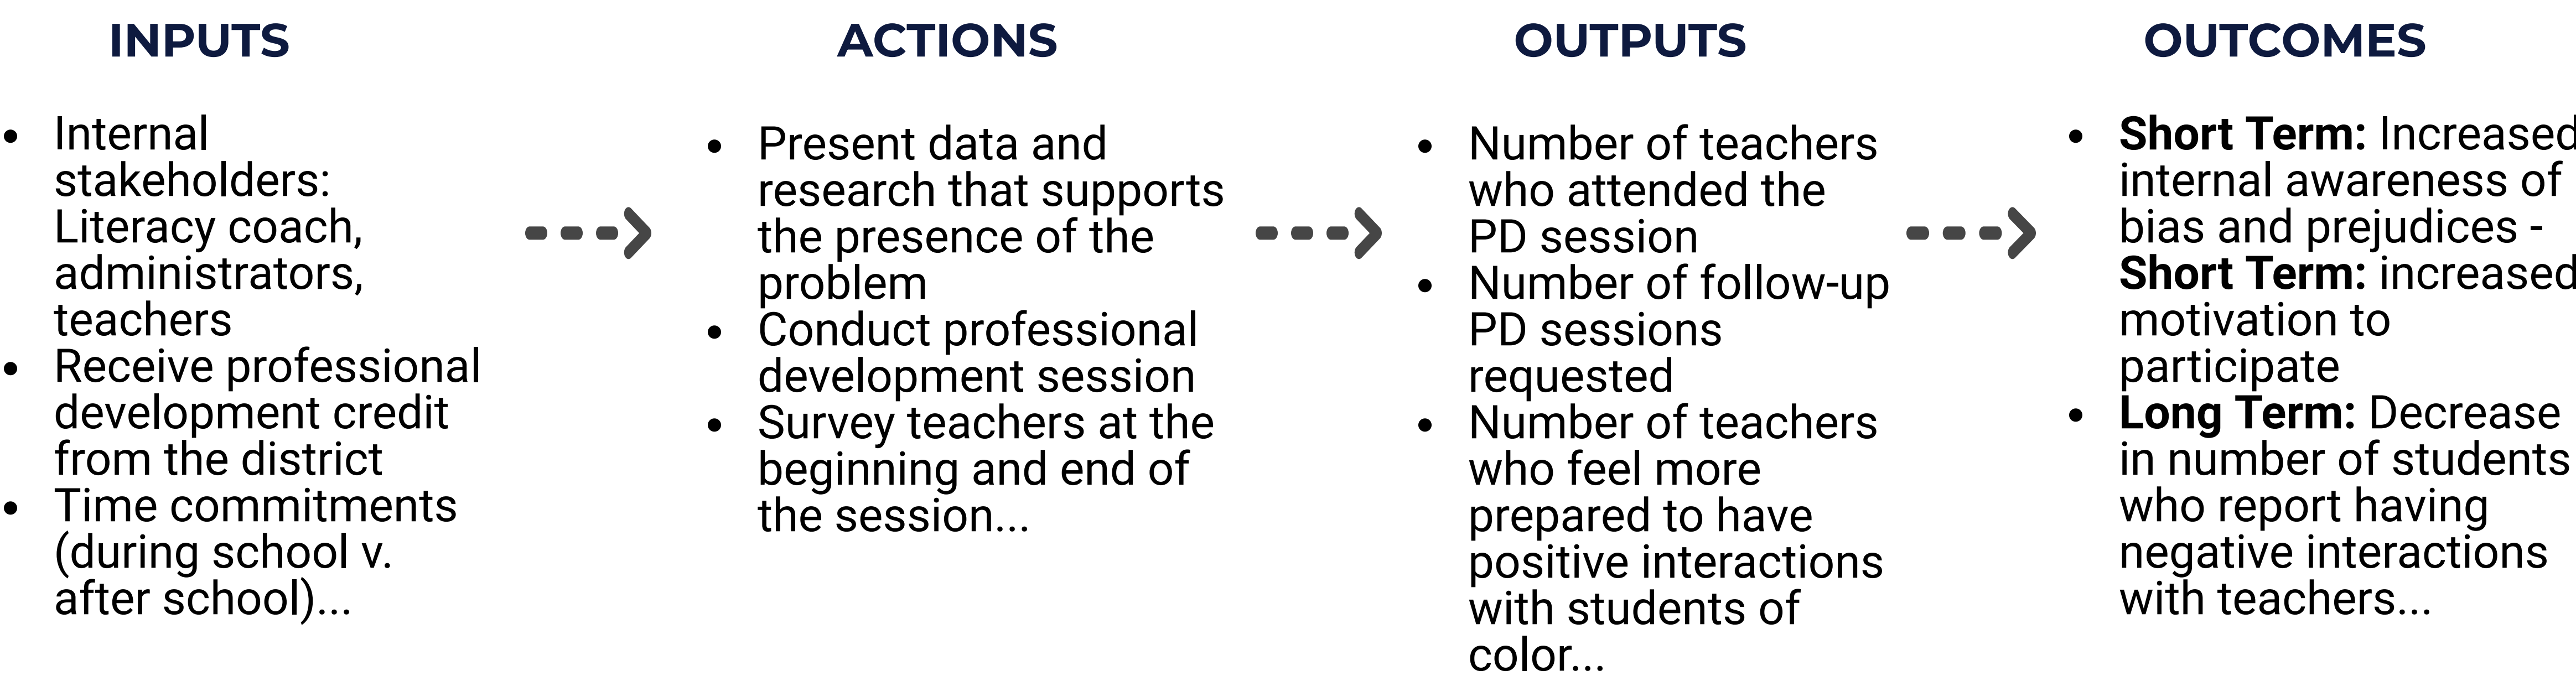 INPUTS
Internal
stakeholders:
Literacy coach,
administrators,
teachers
Receive professional
development credit
from the district
Time commitments
(during school v.
after school)...
ACTIONS
Present data and
research that supports
the presence of the
problem
Conduct professional
development session
Survey teachers at the
beginning and end of
the session...
OUTPUTS
Number of teachers
who attended the
PD session
Number of follow-up
PD sessions
requested
Number of teachers
who feel more
prepared to have
positive interactions
with students of
color...
OUTCOMES
Short Term: Increased
internal awareness of
bias and prejudices -
Short Term: increased
motivation to
participate
Long Term: Decrease
in number of students
who report having
negative interactions
with teachers...